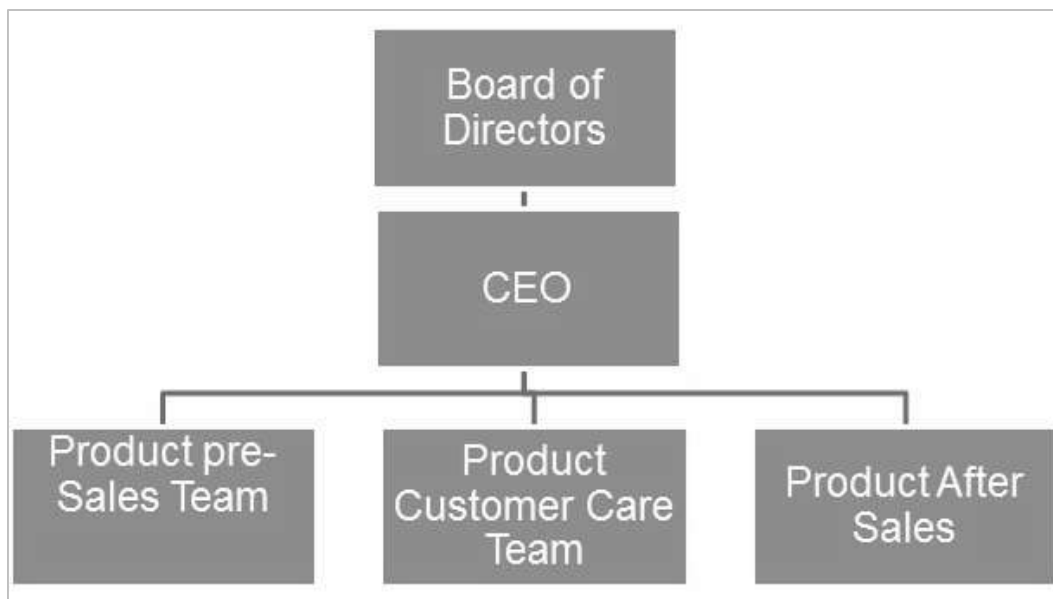 Board of
Directors
CEO
Product pre-
Sales Team
Product
Customer Care
Team
Product After
Sales